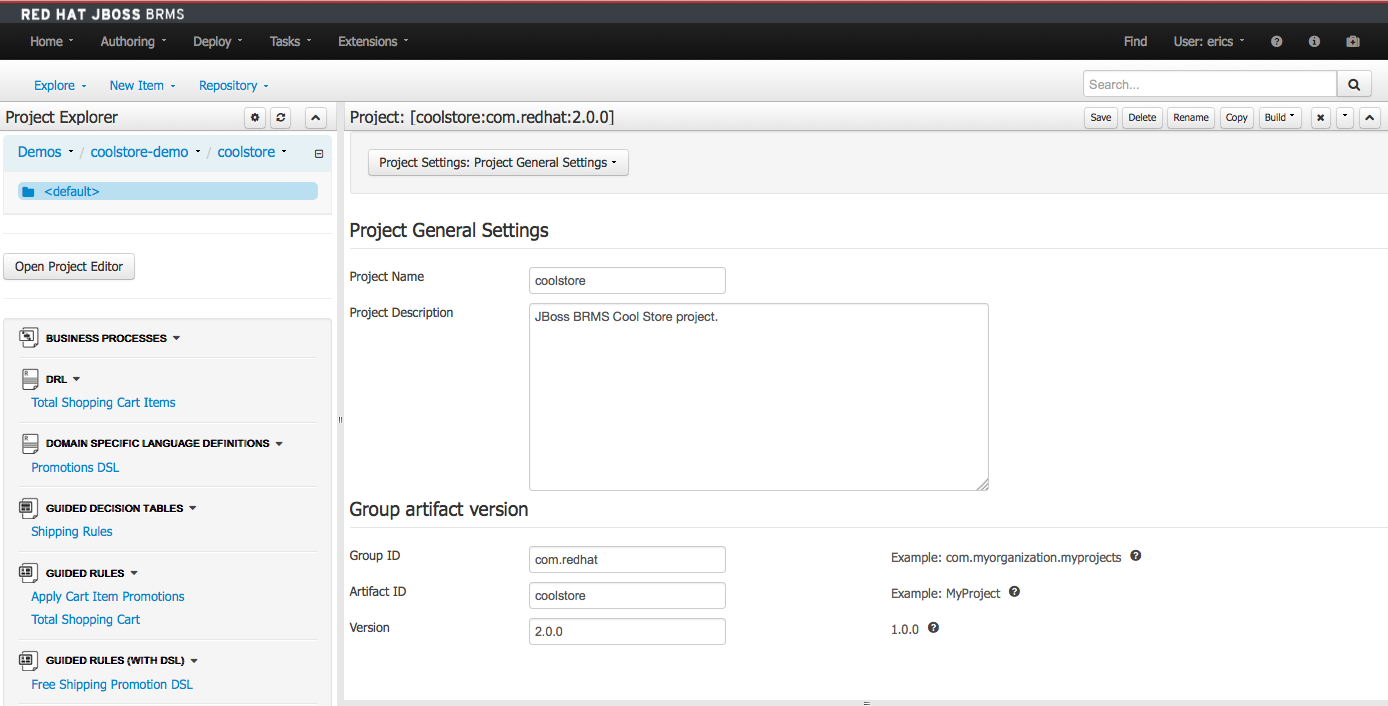 RED HAT JBOSS BRMS
Home Authoring Deploy Tasks Extensions Find User: erics
Explore New Item Repository Search...
Project Explorer
Demos / coolstore-demo / coolstore
<default>
Open Project Editor
BUSINESS PROCESSES
DRL
Total Shopping Cart Items
DOMAIN SPECIFIC LANGUAGE DEFINITIONS
Promotions DSL
GUIDED DECISION TABLES
Shipping Rules
GUIDED RULES
Apply Cart Item Promotions
Total Shopping Cart
GUIDED RULES (WITH DSL)
Free Shipping Promotion DSL
Project: [coolstore:com.redhat:2.0.0] Save Delete Rename Copy Build
Project Settings: Project General Settings
Project General Settings
Project Name coolstore
Project Description JBoss BRMS Cool Store project.
Group artifact version
Group ID com.redhat Example: com.myorganization.myprojects
Artifact ID coolstore Example: MyProject
Version 2.0.0 1.0.0